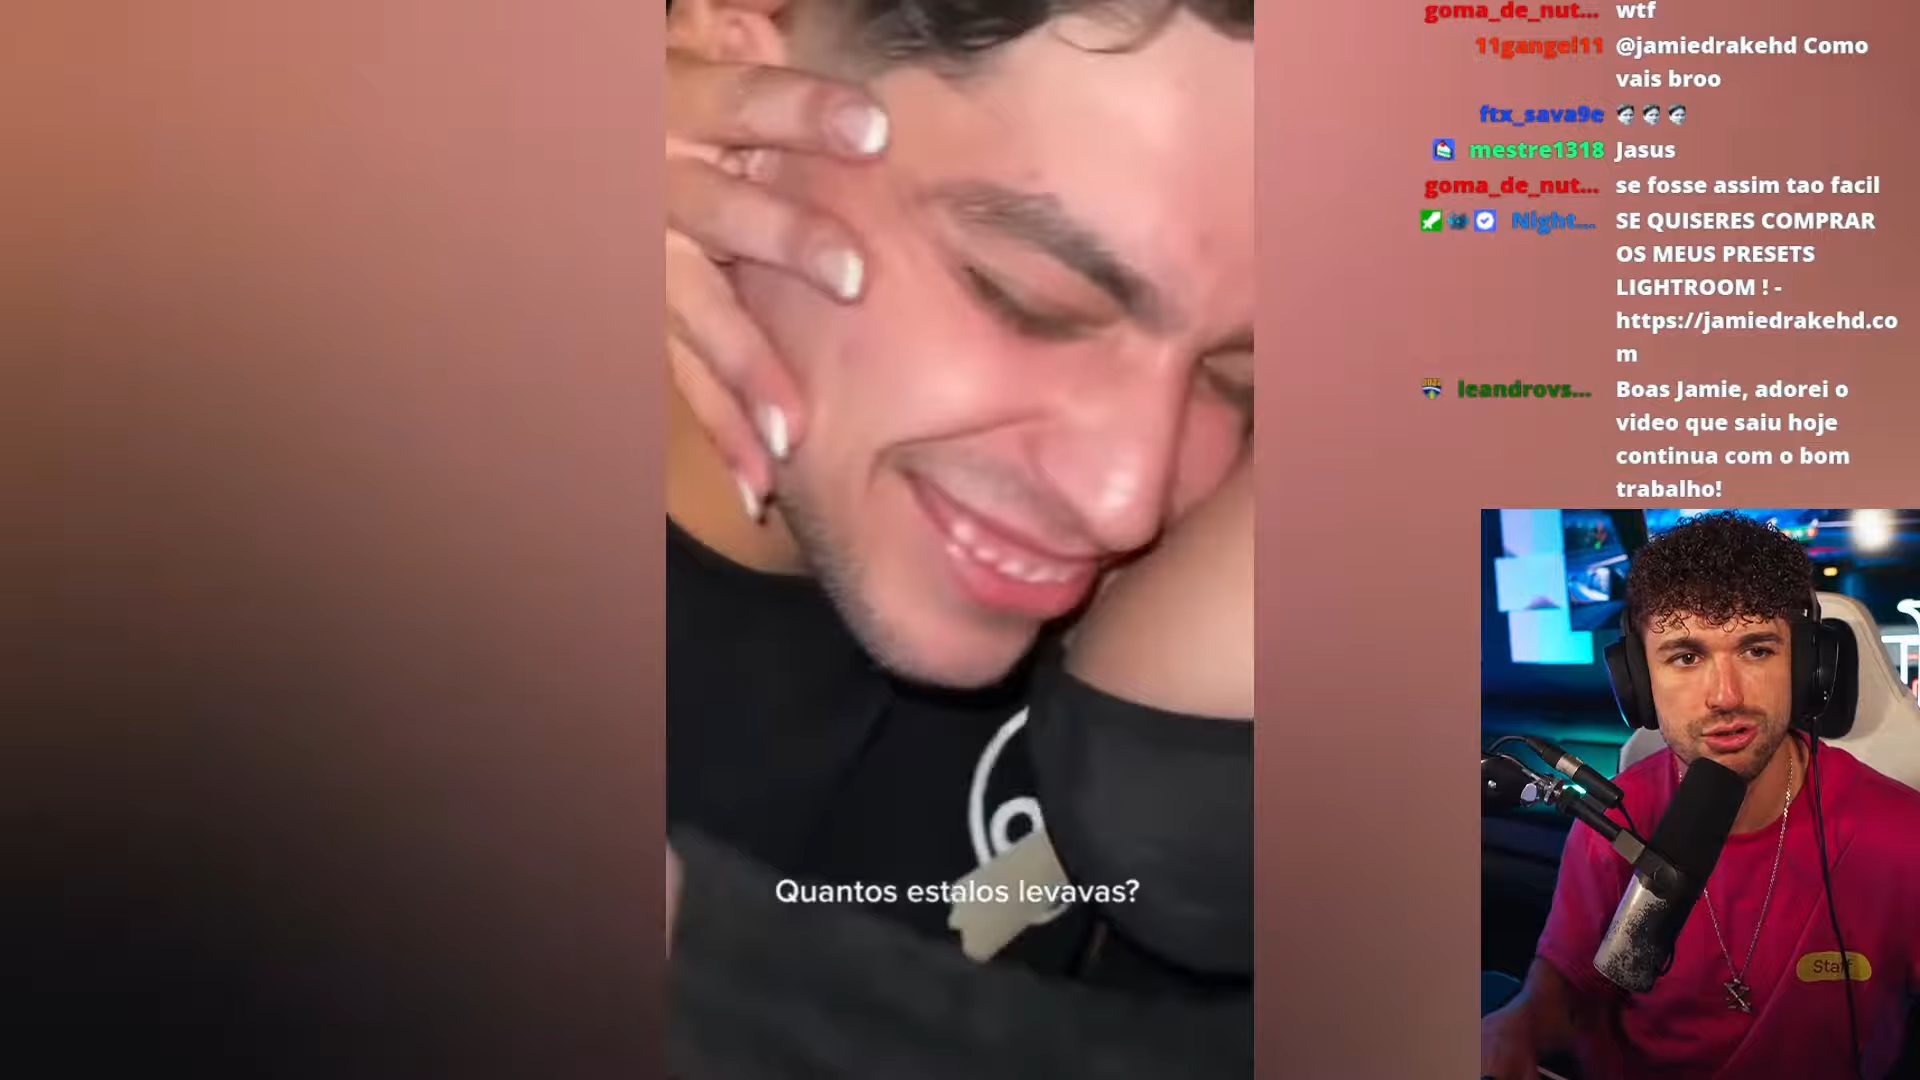 goma_de_nut... wtf
11gangel11 @jamiedrakehd Como
vais broo
ftx_sava9e
mestre1318 Jasus
goma_de_nut... se fosse assim tao facil
Night... SE QUISERES COMPRAR
OS MEUS PRESETS
LIGHTROOM ! -
https://jamiedrakehd.co
m
leandrovs... Boas Jamie, adorei o
video que saiu hoje
continua com o bom
trabalho!
Quantos estalos levavas?
Staff